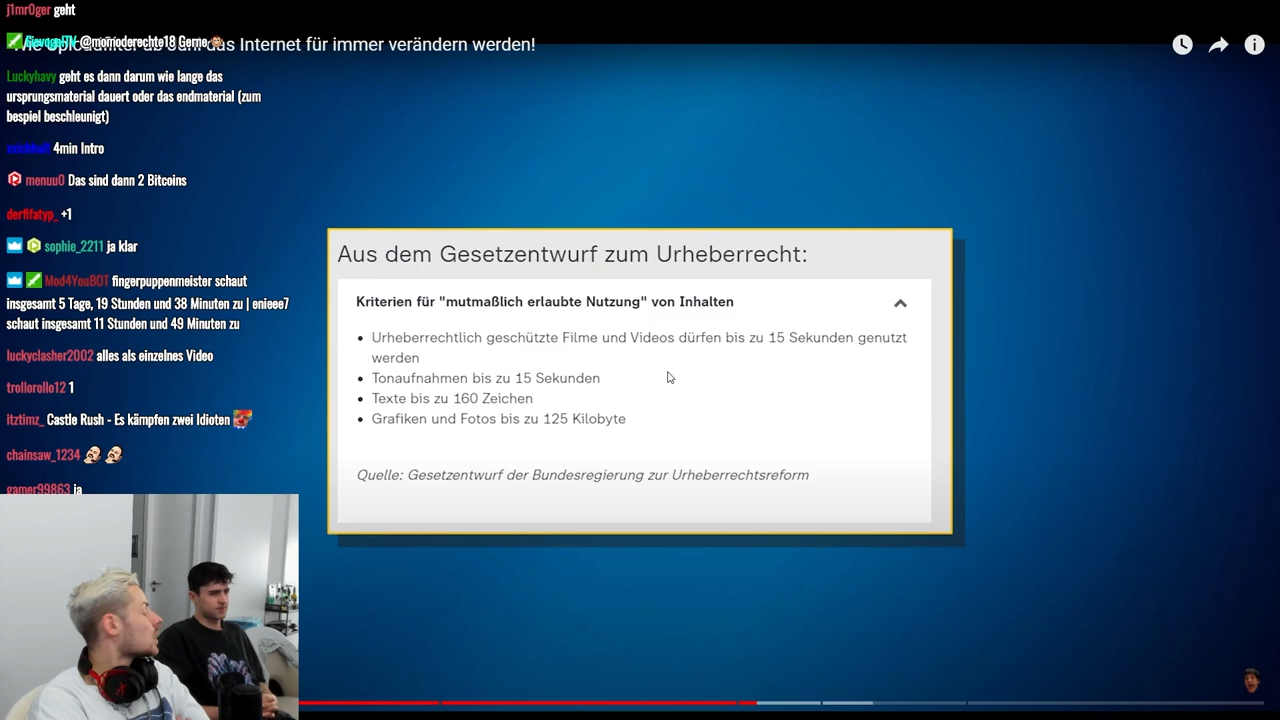 j1mr0ger geht
@momoderechte18 Gerne
das Internet für immer verändern werden!
Luckyhavy geht es dann darum wie lange das
ursprungsmaterial dauert oder das endmaterial (zum
bespiel beschleunigt)
4min Intro
menuu0 Das sind dann 2 Bitcoins
derfifatyp_ +1
sophie_2211 ja klar
Mod4YouBOT fingerpuppenmeister schaut
insgesamt 5 Tage, 19 Stunden und 38 Minuten zu | enieee7
schaut insgesamt 11 Stunden und 49 Minuten zu
luckyclasher2002 alles als einzelnes Video
trollorollo12 1
itztimz_ Castle Rush - Es kämpfen zwei Idioten
chainsaw_1234
gamer99863 ja
Aus dem Gesetzentwurf zum Urheberrecht:
Kriterien für "mutmaßlich erlaubte Nutzung" von Inhalten
• Urheberrechtlich geschützte Filme und Videos dürfen bis zu 15 Sekunden genutzt
werden
• Tonaufnahmen bis zu 15 Sekunden
• Texte bis zu 160 Zeichen
• Grafiken und Fotos bis zu 125 Kilobyte
Quelle: Gesetzentwurf der Bundesregierung zur Urheberrechtsreform